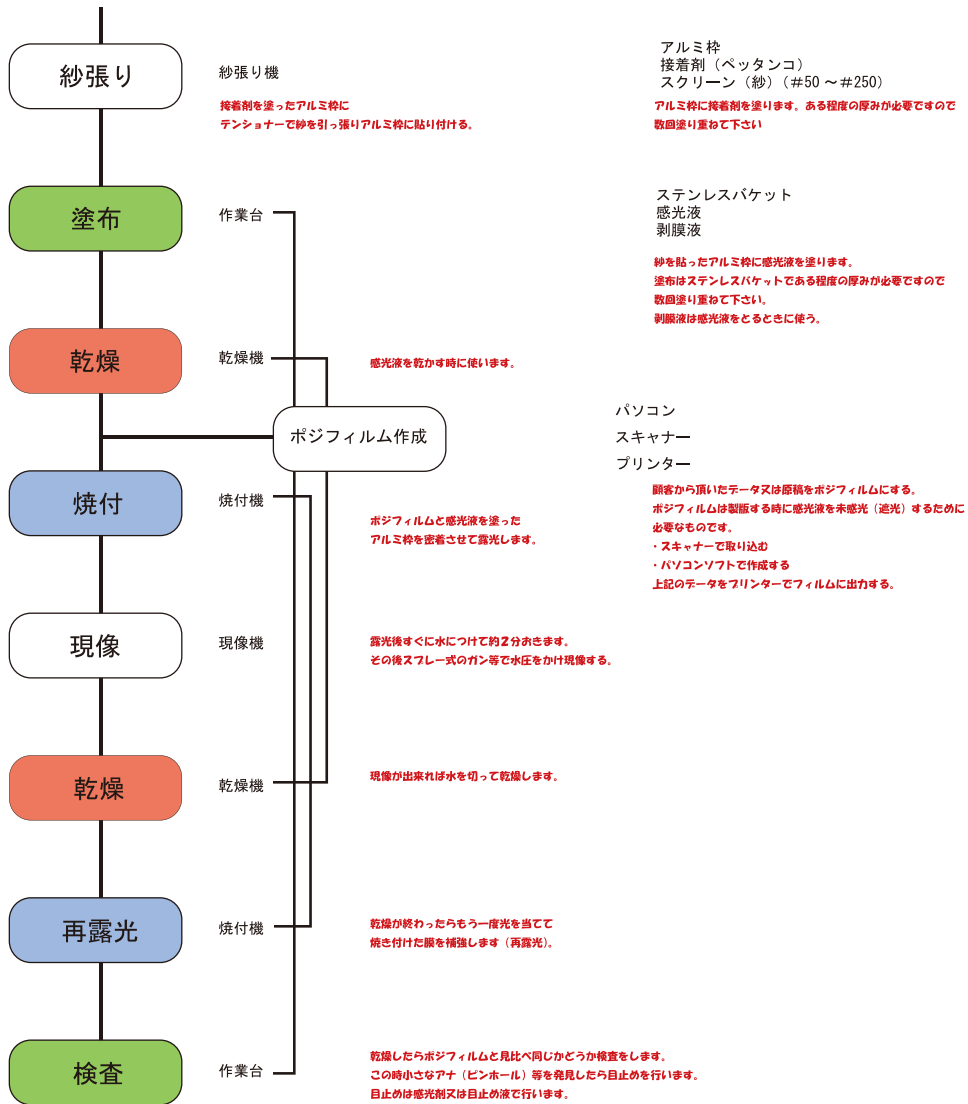 紗張り
紗張り機
接着剤を塗ったアルミ枠に
テンショナーで紗を引っ張りアルミ枠に貼り付ける。
アルミ枠
接着剤（ペッタンコ）
スクリーン（紗）（＃50～＃250）
アルミ枠に接着剤を塗ります。ある程度の厚みが必要ですので
数回塗り重ねて下さい
塗布
作業台
ステンレスバケット
感光液
剥膜液
紗を貼ったアルミ枠に感光液を塗ります。
塗布はステンレスバケットである程度の厚みが必要ですので
数回塗り重ねて下さい。
剥膜液は感光液をとるときに使う。
乾燥
乾燥機
感光液を乾かす時に使います。
ポジフィルム作成
パソコン
スキャナー
プリンター
顧客から頂いたデータ又は原稿をポジフィルムにする。
ポジフィルムは製版する時に感光液を未感光（遮光）するために
必要なものです。
・スキャナーで取り込む
・パソコンソフトで作成する
上記のデータをプリンターでフィルムに出力する。
焼付
焼付機
ポジフィルムと感光液を塗った
アルミ枠を密着させて露光します。
現像
現像機
露光後すぐに水につけて約2分おきます。
その後スプレー式のガン等で水圧をかけ現像する。
乾燥
乾燥機
現像が出来れば水を切って乾燥します。
再露光
焼付機
乾燥が終わったらもう一度光を当てて
焼き付けた膜を補強します（再露光）。
検査
作業台
乾燥したらポジフィルムと見比べ同じかどうか検査をします。
この時小さなアナ（ピンホール）等を発見したら目止めを行います。
目止めは感光剤又は目止め液で行います。